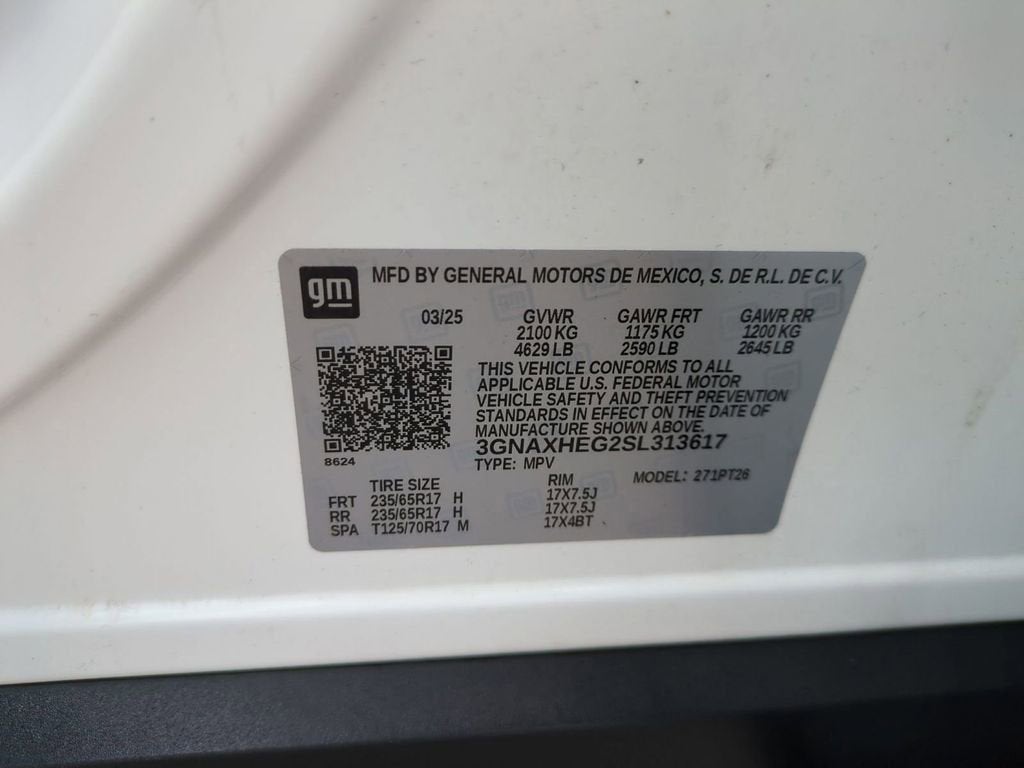 gm
MFD BY GENERAL MOTORS DE MEXICO, S. DE R.L. DE C.V.
03/25 GVWR GAWR FRT GAWR RR
2100 KG 1175 KG 1200 KG
4629 LB 2590 LB 2645 LB
THIS VEHICLE CONFORMS TO ALL
APPLICABLE U.S. FEDERAL MOTOR
VEHICLE SAFETY AND THEFT PREVENTION
STANDARDS IN EFFECT ON THE DATE OF
MANUFACTURE SHOWN ABOVE.
3GNAXHEG2SL313617
8624
TYPE: MPV
MODEL: 271PT26
TIRE SIZE RIM
FRT 235/65R17 H 17X7.5J
RR 235/65R17 H 17X7.5J
SPA T125/70R17 M 17X4BT